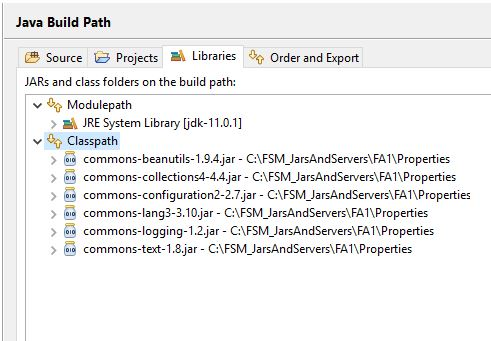 Java Build Path
Source Projects Libraries Order and Export
JARs and class folders on the build path:
Modulepath
JRE System Library [jdk-11.0.1]
Classpath
commons-beanutils-1.9.4.jar - C:\FSM_JarsAndServers\FA1\Properties
commons-collections4-4.4.jar - C:\FSM_JarsAndServers\FA1\Properties
commons-configuration2-2.7.jar - C:\FSM_JarsAndServers\FA1\Properties
commons-lang3-3.10.jar - C:\FSM_JarsAndServers\FA1\Properties
commons-logging-1.2.jar - C:\FSM_JarsAndServers\FA1\Properties
commons-text-1.8.jar - C:\FSM_JarsAndServers\FA1\Properties